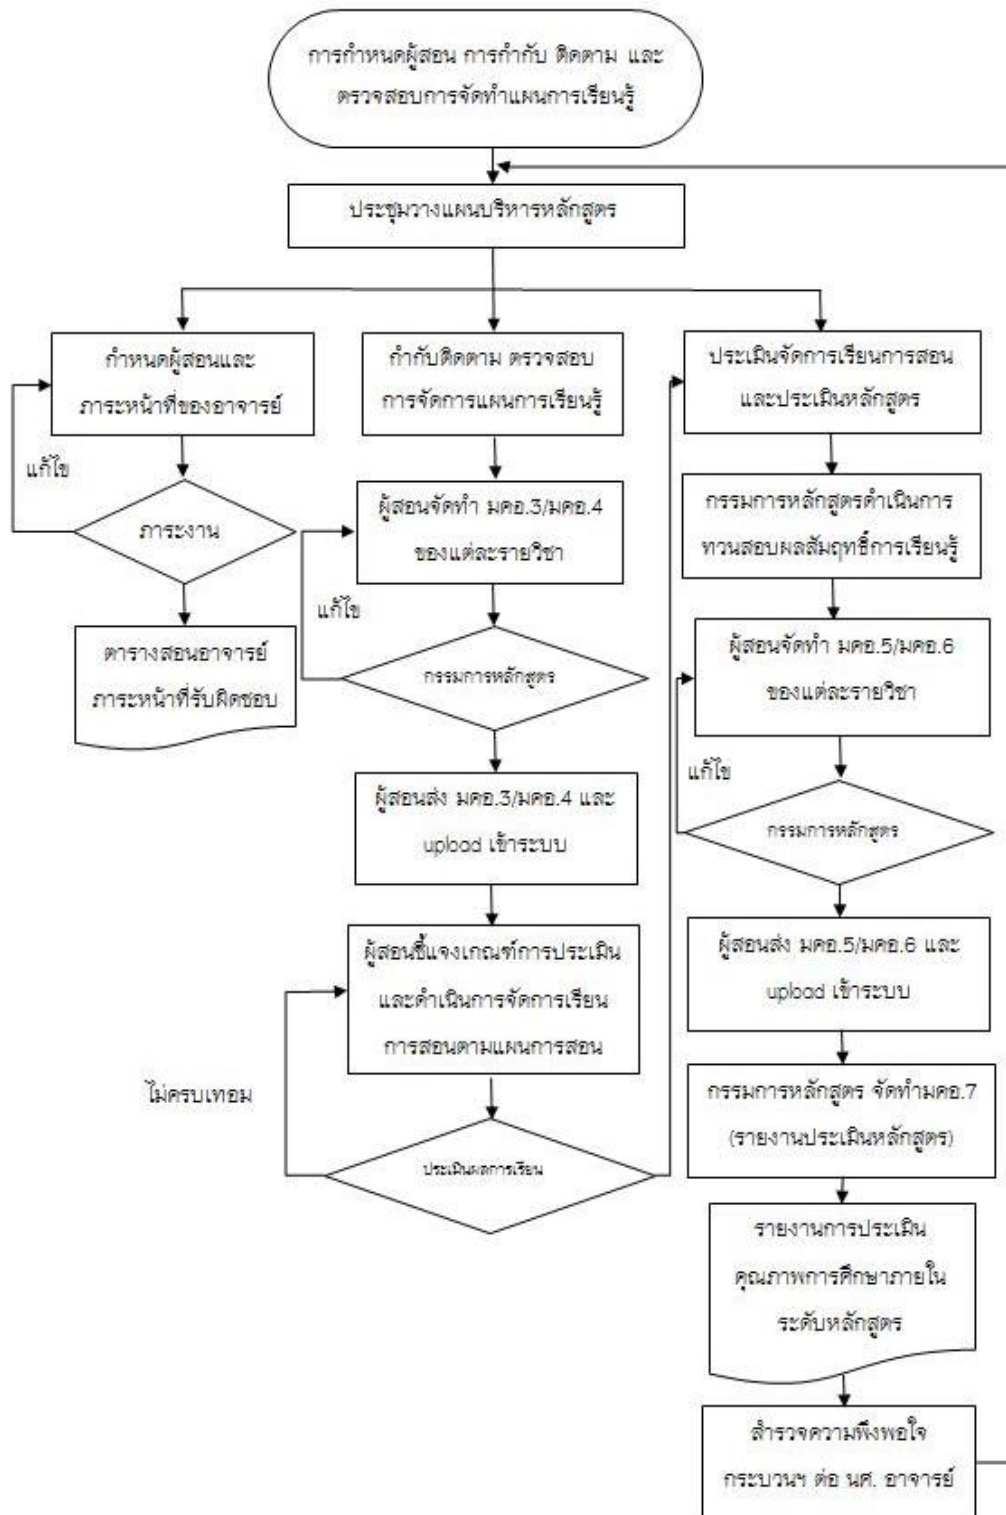 การกำหนดผู้สอน การกำกับ ติดตาม และ
ตรวจสอบการจัดทำแผนการเรียนรู้
ประชุมวางแผนบริหารหลักสูตร
กำหนดผู้สอนและ
ภาระหน้าที่ของอาจารย์
แก้ไข
ภาระงาน
ตารางสอนอาจารย์
ภาระหน้าที่รับผิดชอบ
กำกับติดตาม ตรวจสอบ
การจัดการแผนการเรียนรู้
ผู้สอนจัดทำ มคอ.3/มคอ.4
ของแต่ละรายวิชา
แก้ไข
กรรมการหลักสูตร
ผู้สอนส่ง มคอ.3/มคอ.4 และ
upload เข้าระบบ
ผู้สอนชี้แจงเกณฑ์การประเมิน
และดำเนินการจัดการเรียน
การสอนตามแผนการสอน
ไม่ครบเทอม
ประเมินผลการเรียน
ประเมินจัดการเรียนการสอน
และประเมินหลักสูตร
กรรมการหลักสูตรดำเนินการ
ทวนสอบผลสัมฤทธิ์การเรียนรู้
ผู้สอนจัดทำ มคอ.5/มคอ.6
ของแต่ละรายวิชา
แก้ไข
กรรมการหลักสูตร
ผู้สอนส่ง มคอ.5/มคอ.6 และ
upload เข้าระบบ
กรรมการหลักสูตร จัดทำมคอ.7
(รายงานประเมินหลักสูตร)
รายงานการประเมิน
คุณภาพการศึกษาภายใน
ระดับหลักสูตร
สำรวจความพึงพอใจ
กระบวนฯ ต่อ นศ. อาจารย์